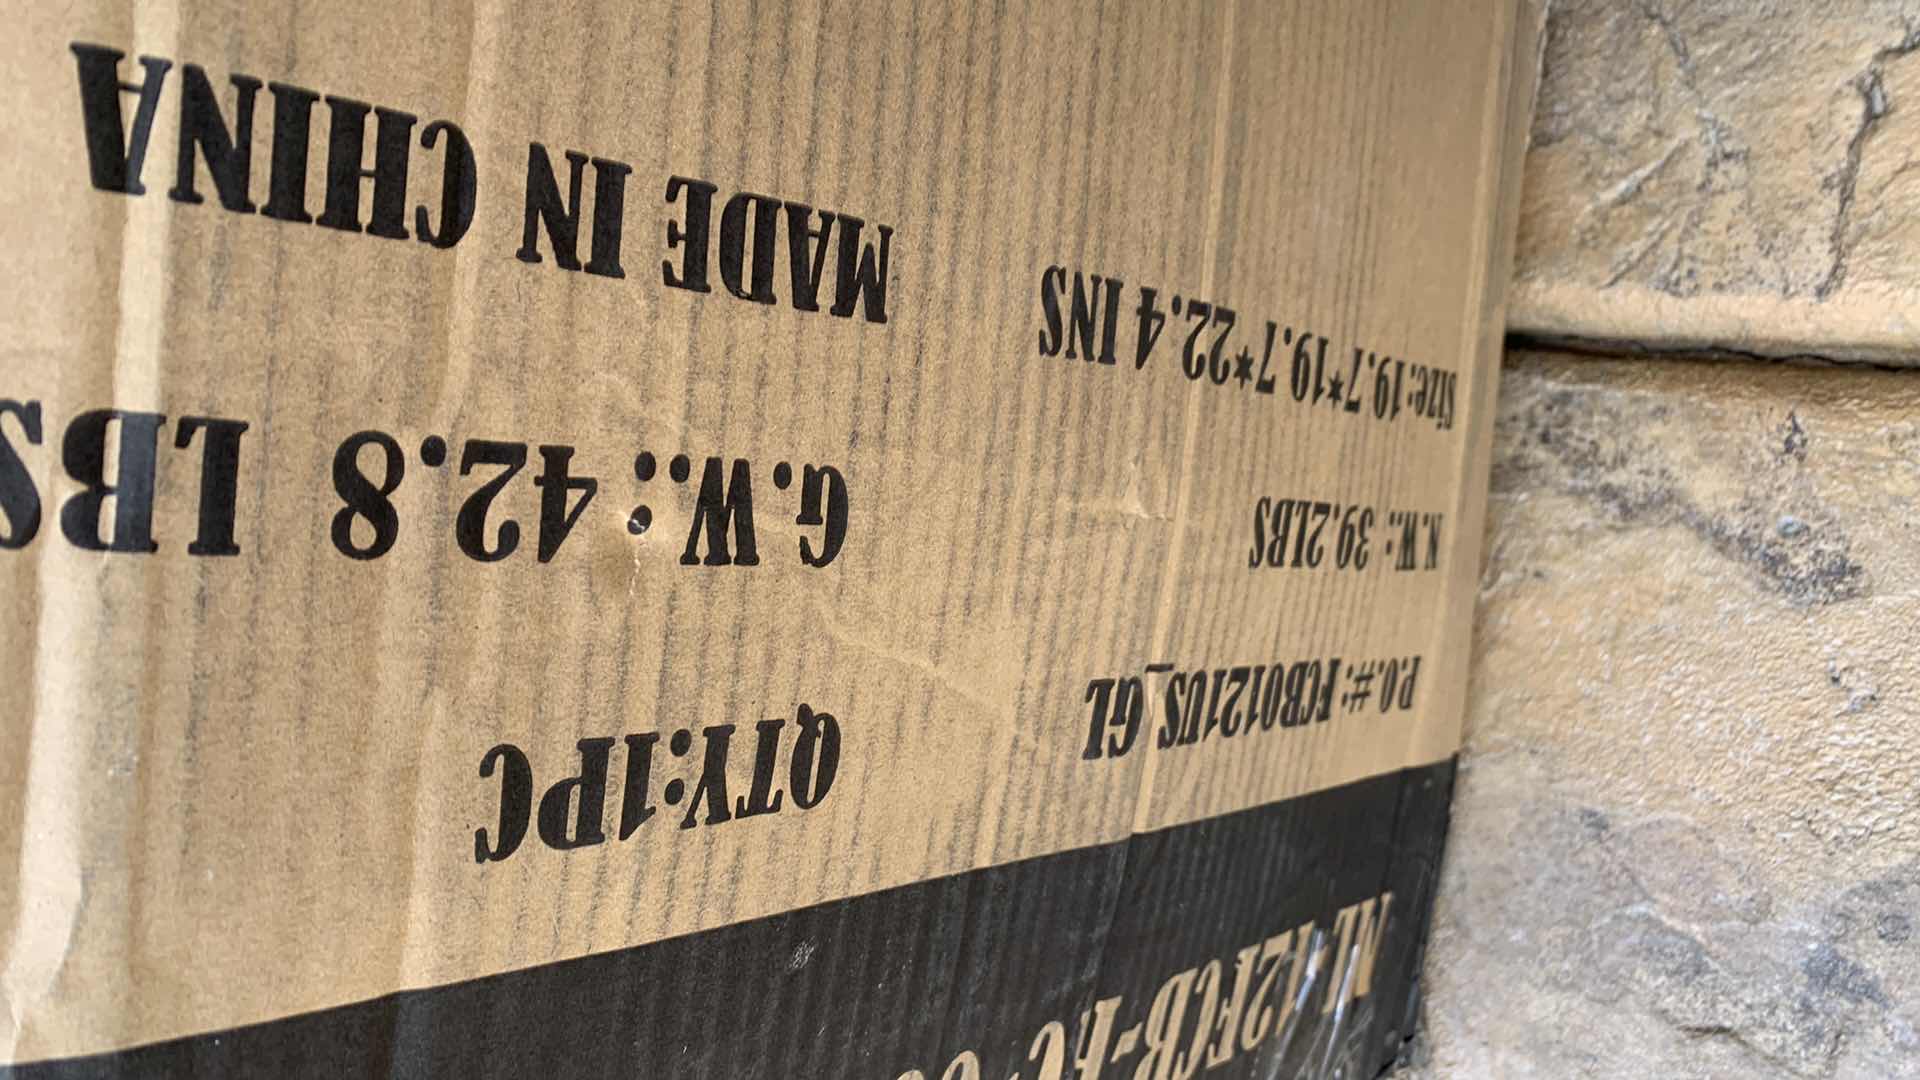 P.O.#: FCB0121US_GL
QTY:1PC
N.W.: 39.2LBS
G.W.: 42.8 LBS
Size:19.7*19.7*22.4 INS
MADE IN CHINA